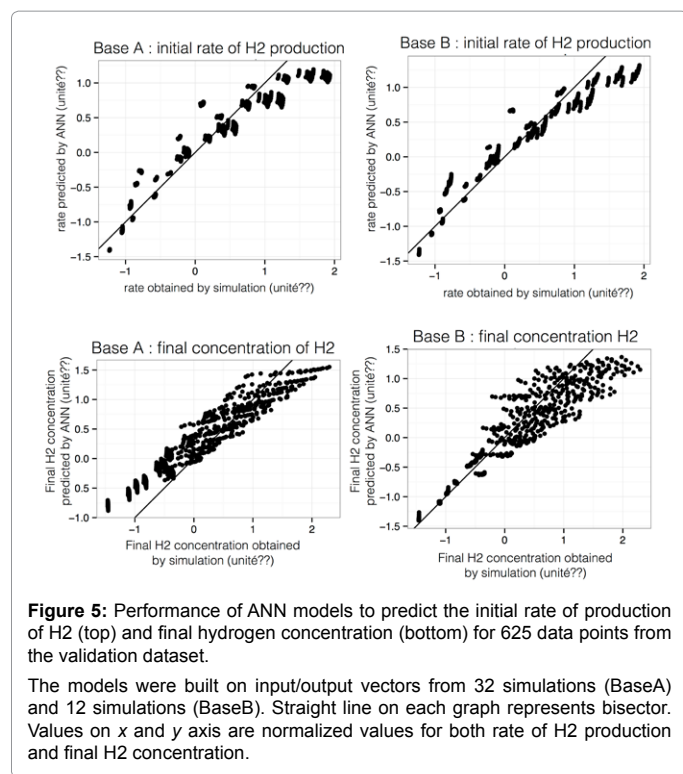 Base A : initial rate of H2 production
rate predicted by ANN (unité??)
1.0
0.5
0.0
−0.5
−1.0
−1.5
−1
0
1
2
rate obtained by simulation (unité??)
Base B : initial rate of H2 production
rate predicted by ANN (unité??)
1.0
0.5
0.0
−0.5
−1.0
−1.5
−1
0
1
2
rate obtained by simulation (unité??)
Base A : final concentration of H2
Final H2 concentration
predicted by ANN (unité??)
1.5
1.0
0.5
0.0
−0.5
−1.0
−1
0
1
2
Final H2 concentration obtained
by simulation (unité??)
Base B : final concentration H2
Final H2 concentration
predicted by ANN (unité??)
1.5
1.0
0.5
0.0
−0.5
−1.0
−1.5
−1
0
1
2
Final H2 concentration obtained
by simulation (unité??)
Figure 5: Performance of ANN models to predict the initial rate of production
of H2 (top) and final hydrogen concentration (bottom) for 625 data points from
the validation dataset.
The models were built on input/output vectors from 32 simulations (BaseA)
and 12 simulations (BaseB). Straight line on each graph represents bisector.
Values on x and y axis are normalized values for both rate of H2 production
and final H2 concentration.